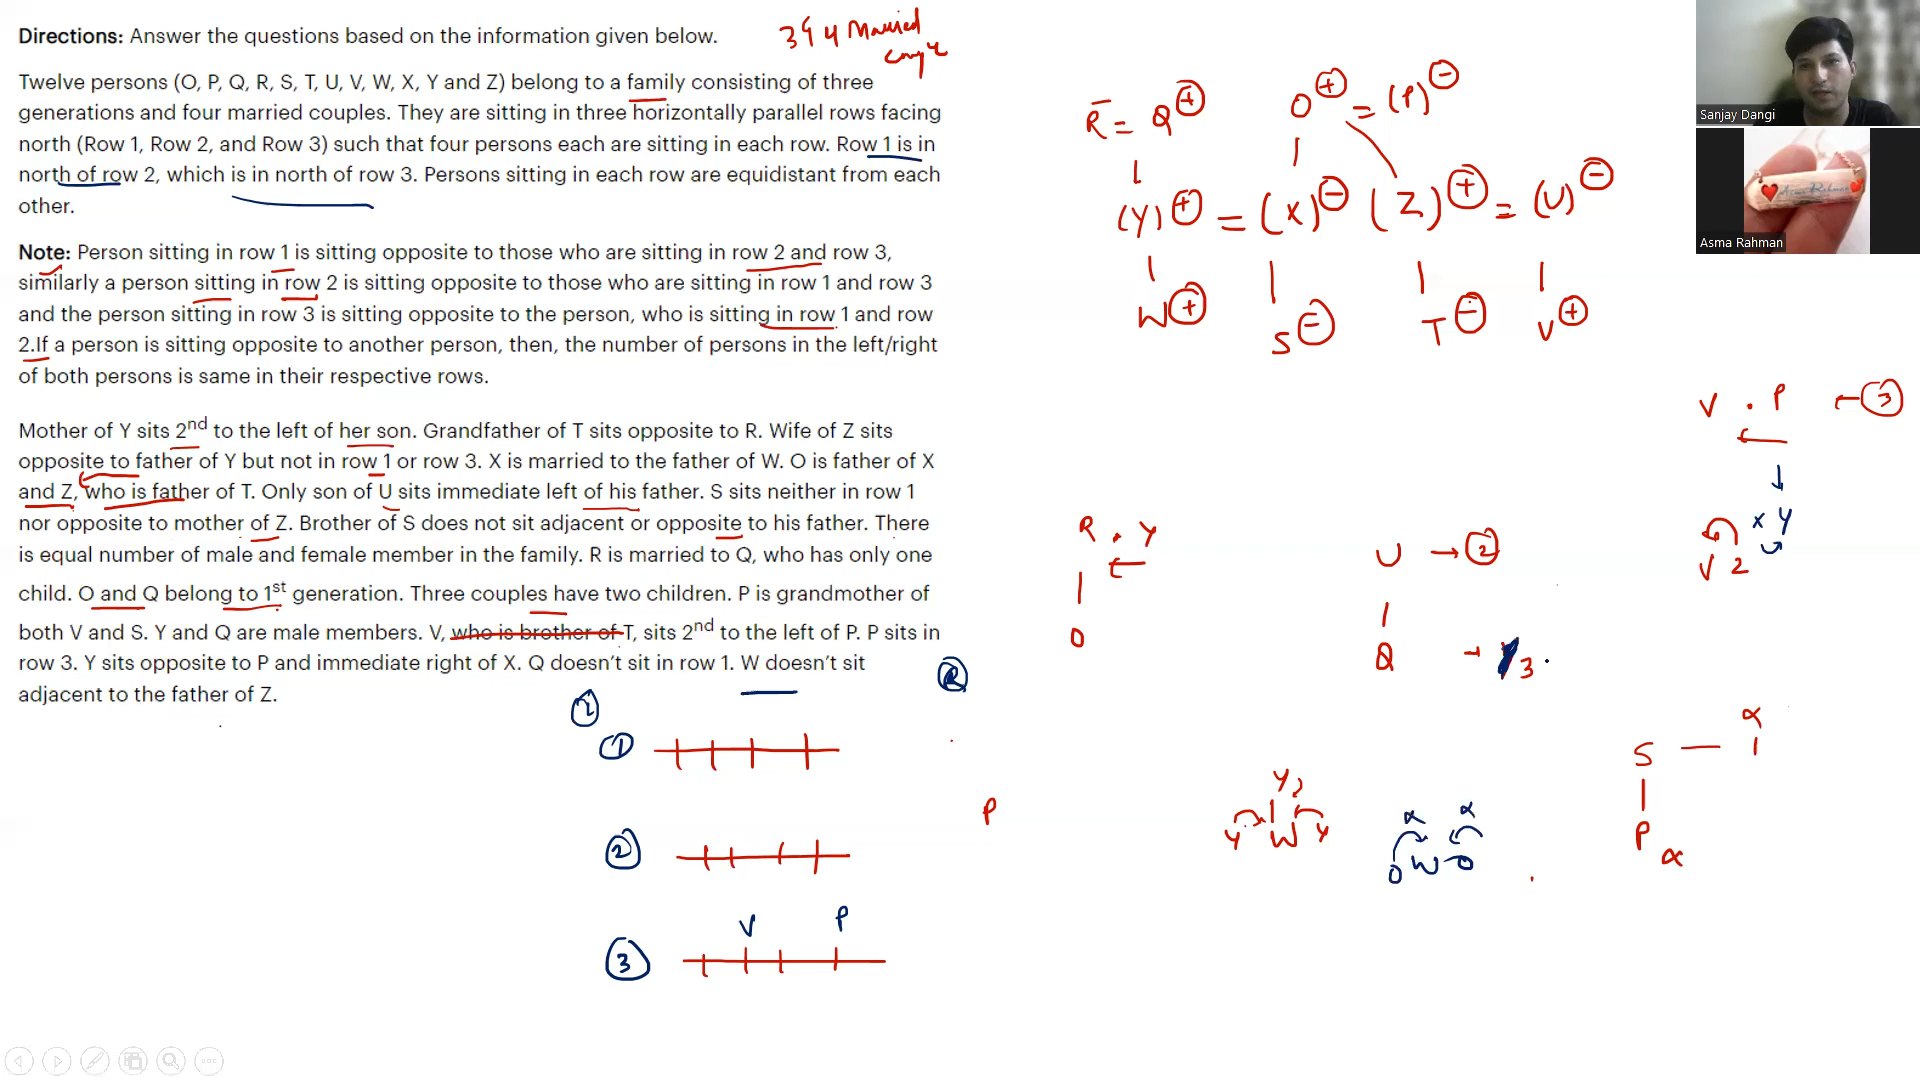 Directions: Answer the questions based on the information given below.
3G 4 Married
Twelve persons (O, P, Q, R, S, T, U, V, W, X, Y and Z) belong to a family consisting of three
generations and four married couples. They are sitting in three horizontally parallel rows facing
north (Row 1, Row 2, and Row 3) such that four persons each are sitting in each row. Row 1 is in
north of row 2, which is in north of row 3. Persons sitting in each row are equidistant from each
other.
Note: Person sitting in row 1 is sitting opposite to those who are sitting in row 2 and row 3,
similarly a person sitting in row 2 is sitting opposite to those who are sitting in row 1 and row 3
and the person sitting in row 3 is sitting opposite to the person, who is sitting in row 1 and row
2.If a person is sitting opposite to another person, then, the number of persons in the left/right
of both persons is same in their respective rows.
Mother of Y sits 2nd to the left of her son. Grandfather of T sits opposite to R. Wife of Z sits
opposite to father of Y but not in row 1 or row 3. X is married to the father of W. O is father of X
and Z, who is father of T. Only son of U sits immediate left of his father. S sits neither in row 1
nor opposite to mother of Z. Brother of S does not sit adjacent or opposite to his father. There
is equal number of male and female member in the family. R is married to Q, who has only one
child. O and Q belong to 1st generation. Three couples have two children. P is grandmother of
both V and S. Y and Q are male members. V, who is brother of T, sits 2nd to the left of P. P sits in
row 3. Y sits opposite to P and immediate right of X. Q doesn't sit in row 1. W doesn't sit
adjacent to the father of Z.
R = Q + O + = (P) -
(Y) + = (X) - (Z) + = (U) -
W + S - T - V +
V . P ← 3
↓
X Y
V Z
R . Y
O
U → 2
Q → 3
S — α
P α
Y
Y W Y
α α
O W O
R
P
1
2
V P
3
Sanjay Dangi
Asma Rahman